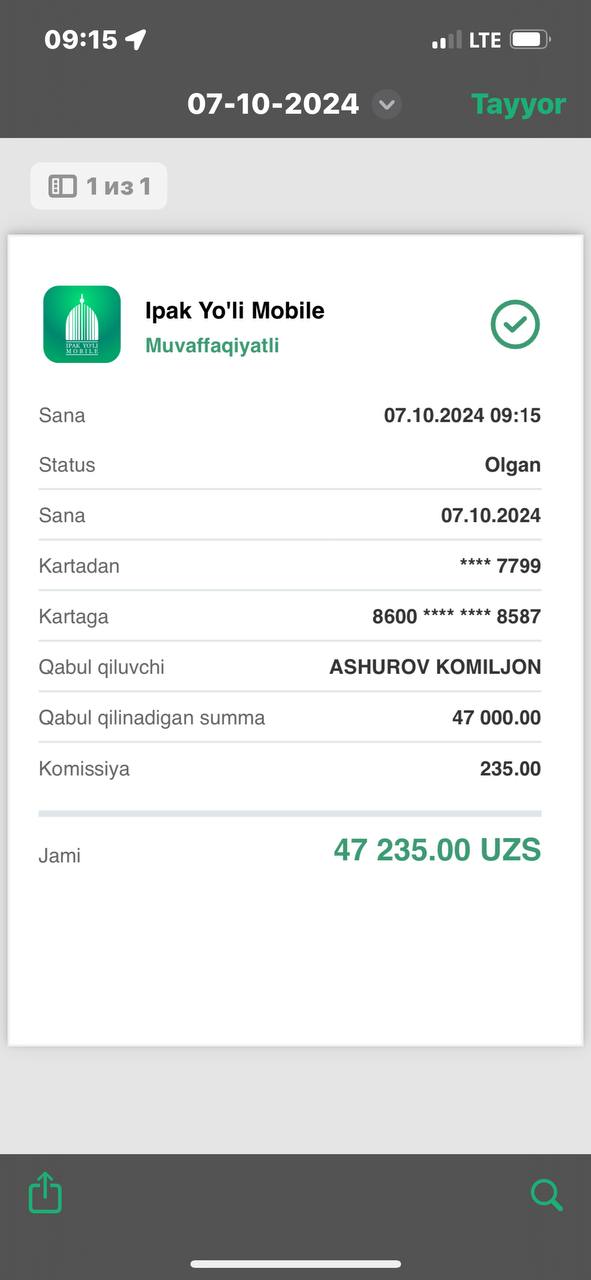 09:15
LTE
07-10-2024
Tayyor
1 из 1
IPAK YO'LI
MOBILE
Ipak Yo'li Mobile
Muvaffaqiyatli
Sana 07.10.2024 09:15
Status Olgan
Sana 07.10.2024
Kartadan **** 7799
Kartaga 8600 **** **** 8587
Qabul qiluvchi ASHUROV KOMILJON
Qabul qilinadigan summa 47 000.00
Komissiya 235.00
Jami 47 235.00 UZS